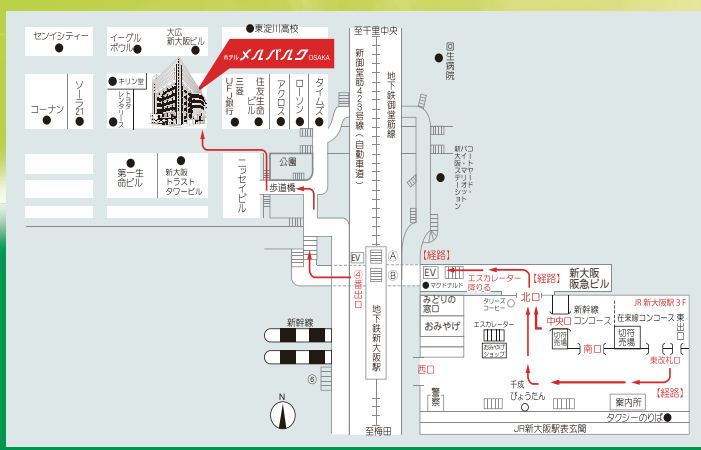 センイシティー
イーグル
ボウル
大広
新大阪ビル
東淀川高校
ホテル メルパルク OSAKA
至千里中央
回生病院
コーナン
ソーラ21
キリン堂
トヨタ
レンタリース
三菱
UFJ銀行
住友生命
ビル
アクロス
ローソン
タイムズ
新御堂筋423号線(自動車道)
地下鉄御堂筋線
コートヤード・
バイ・マリオット
新大阪ステーション
第一生
命ビル
新大阪
トラスト
タワービル
ニッセイビル
公園
歩道橋
EV
Ⓐ
Ⓑ
④番出口
地下鉄新大阪駅
新幹線
⑥
N
至梅田
【経路】
EV
マクドナルド
エスカレーター
降りる
【経路】
新大阪
阪急ビル
みどりの
窓口
タリーズ
コーヒー
北口
JR 新大阪駅3F
おみやげ
エスカレーター
おみやげ
ショップ
中央口
新幹線
コンコース
切符
売場
在来線コンコース
切符
売場
東出口
南口
東改札口
西口
【経路】
警察
千成
びょうたん
案内所
タクシーのりば
JR新大阪駅表玄関